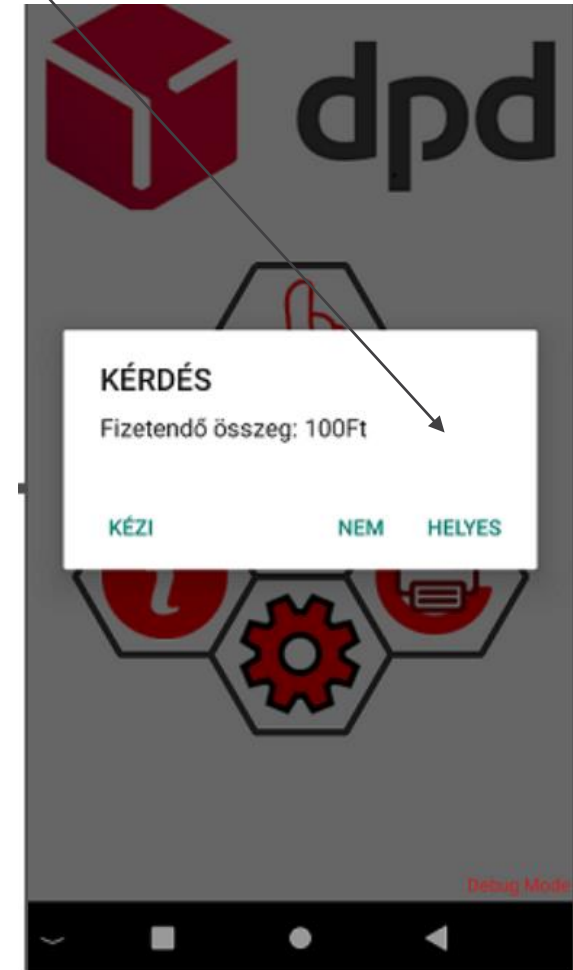 dpd
KÉRDÉS
Fizetendő összeg: 100Ft
KÉZI NEM HELYES
Debug Mode